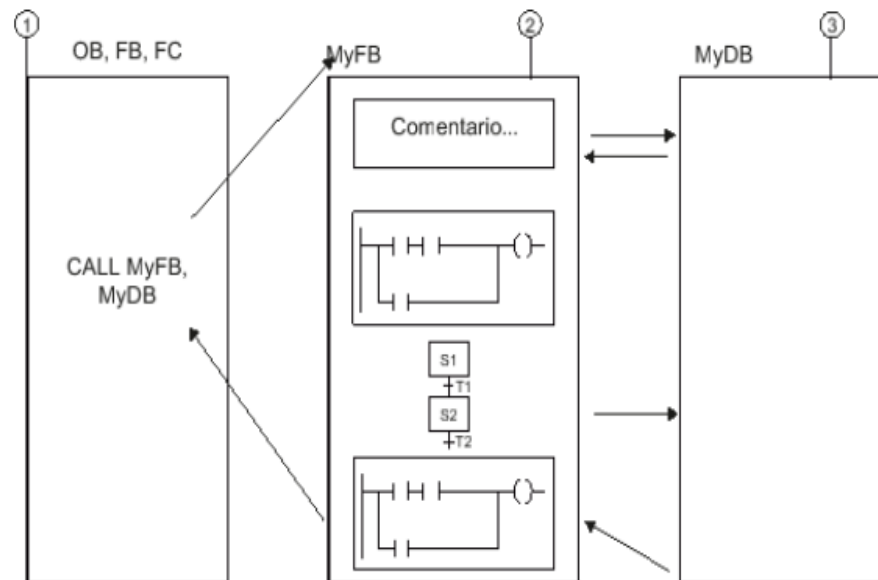 1
OB, FB, FC
CALL MyFB,
MyDB
MyFB
2
Comentario...
S1
T1
S2
T2
MyDB
3